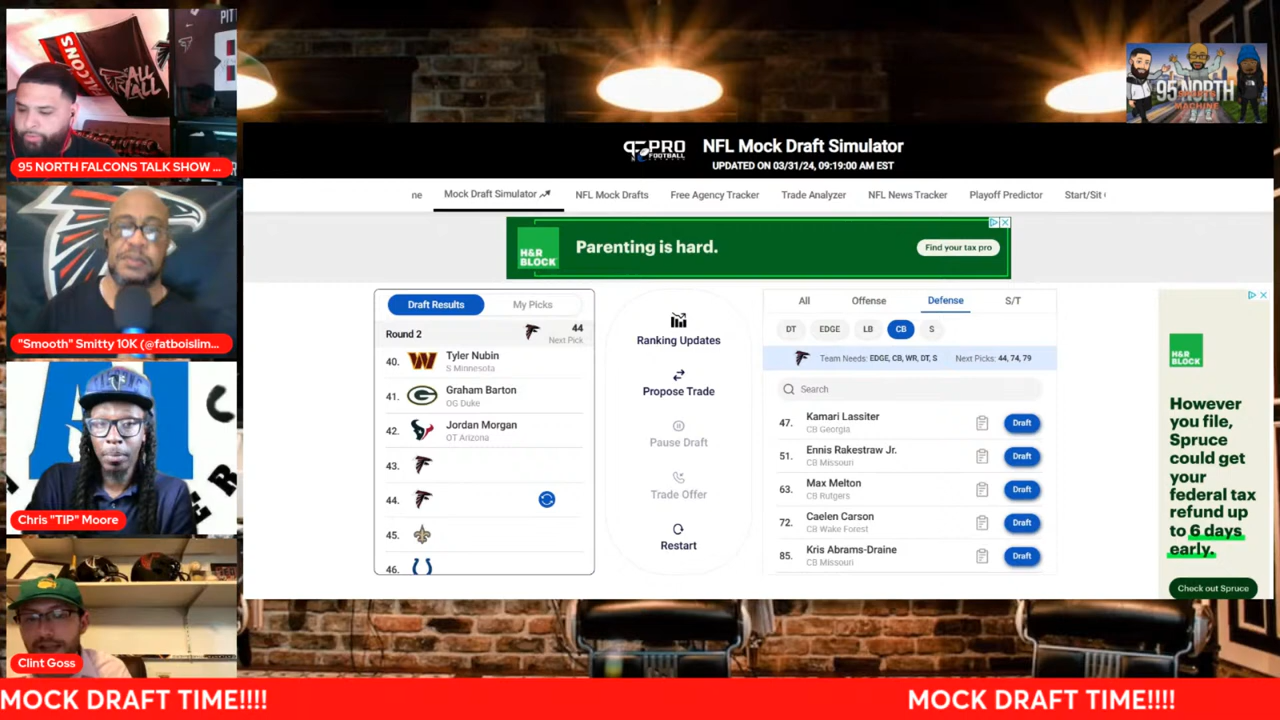 FALCONS
FALL
Y'ALL
PIT
8
95 NORTH FALCONS TALK SHOW ...
"Smooth" Smitty 10K (@fatboislim...
Chris "TIP" Moore
Clint Goss
95 NORTH
MACHINE
PRO
FOOTBALL
NETWORK
NFL Mock Draft Simulator
UPDATED ON 03/31/24, 09:19:00 AM EST
ne
Mock Draft Simulator
NFL Mock Drafts
Free Agency Tracker
Trade Analyzer
NFL News Tracker
Playoff Predictor
Start/Sit
H&R
BLOCK
Parenting is hard.
Find your tax pro
Draft Results
My Picks
Round 2
44
Next Pick
40.
Tyler Nubin
S Minnesota
41.
Graham Barton
OG Duke
42.
Jordan Morgan
OT Arizona
43.
44.
45.
46.
Ranking Updates
Propose Trade
Pause Draft
Trade Offer
Restart
All
Offense
Defense
S/T
DT
EDGE
LB
CB
S
Team Needs: EDGE, CB, WR, DT, S
Next Picks: 44, 74, 79
Search
47.
Kamari Lassiter
CB Georgia
Draft
51.
Ennis Rakestraw Jr.
CB Missouri
Draft
63.
Max Melton
CB Rutgers
Draft
72.
Caelen Carson
CB Wake Forest
Draft
85.
Kris Abrams-Draine
CB Missouri
Draft
H&R
BLOCK
However
you file,
Spruce
could get
your
federal tax
refund up
to 6 days
early.
Check out Spruce
MOCK DRAFT TIME!!!!
MOCK DRAFT TIME!!!!